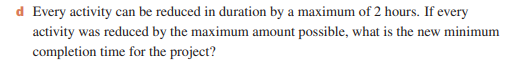 d Every activity can be reduced in duration by a maximum of 2 hours. If every
activity was reduced by the maximum amount possible, what is the new minimum
completion time for the project?